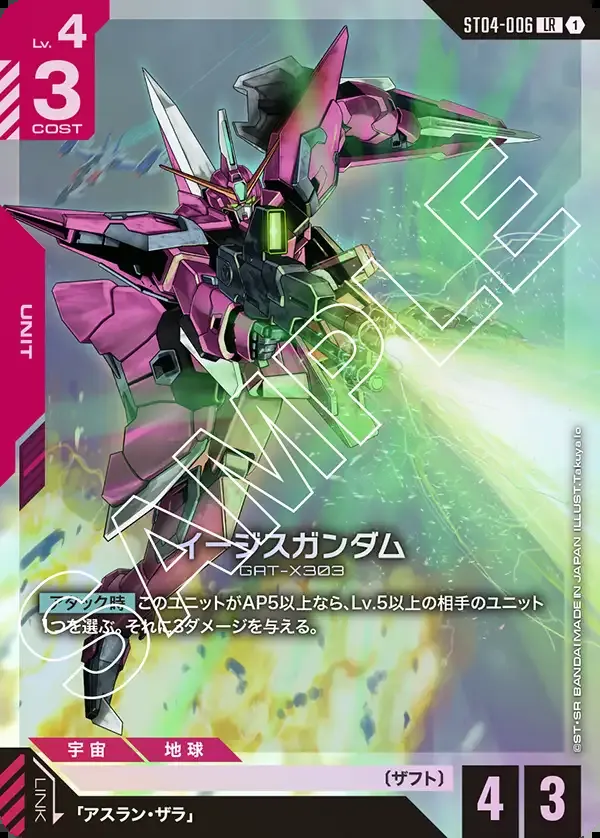 Lv. 4
3
COST
ST04-006 LR 1
UNIT
SAMPLE
イージスガンダム
GAT-X303
アタック時 このユニットがAP5以上なら、Lv.5以上の相手のユニット
1つを選ぶ。それに3ダメージを与える。
宇宙 地球
〔ザフト〕
LINK
「アスラン・ザラ」
4 3
©ST・SR BANDAI MADE IN JAPAN ILLUST.Takuya Io